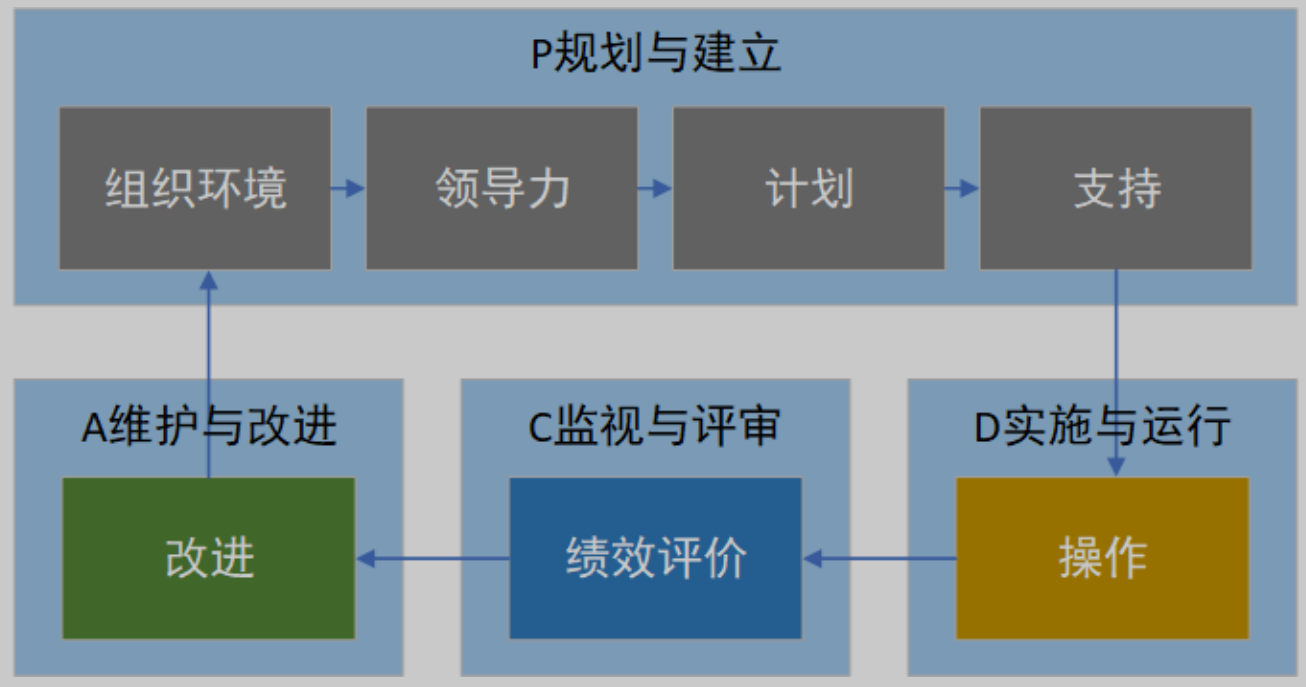 P规划与建立
组织环境
领导力
计划
支持
A维护与改进
C监视与评审
D实施与运行
改进
绩效评价
操作